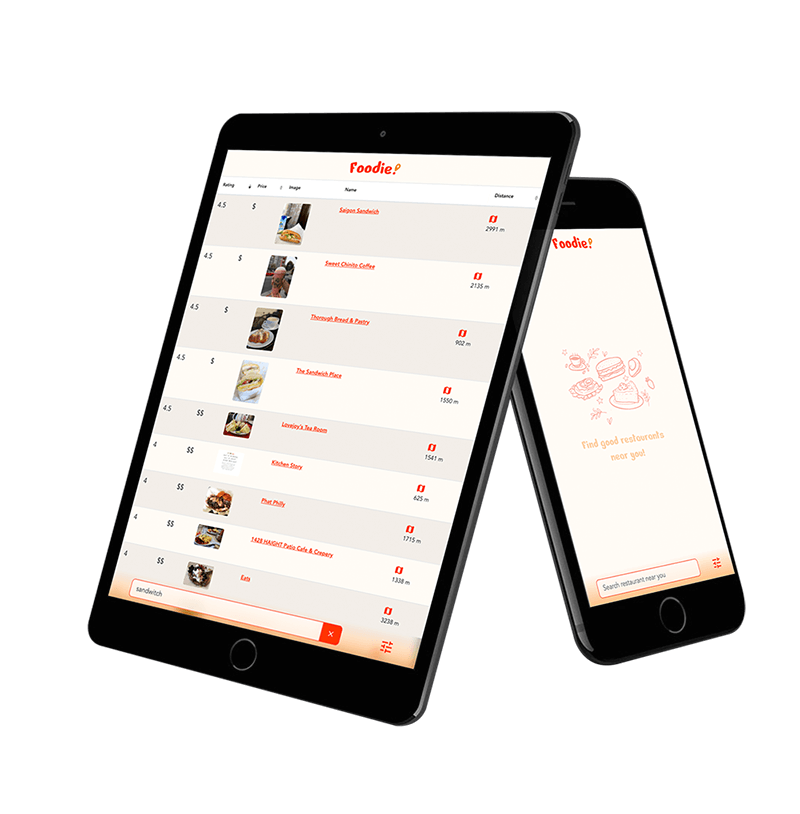 Foodie!
Rating Price Image Name Distance
4.5 $ Saigon Sandwich 2991 m
4.5 $ Sweet Chinito Coffee 2135 m
4.5 $ Thorough Bread & Pastry 902 m
4.5 $ The Sandwich Place 1550 m
4.5 $$ Lovejoy's Tea Room 1541 m
4 $$ Kitchen Story 625 m
4 $$ Phat Philly 1715 m
4 $$ 1428 HAIGHT Patio Cafe & Crepery 1338 m
4 $$ Eats 3238 m
sandwitch ×
Foodie!
Find good restaurants
near you!
Search restaurant near you